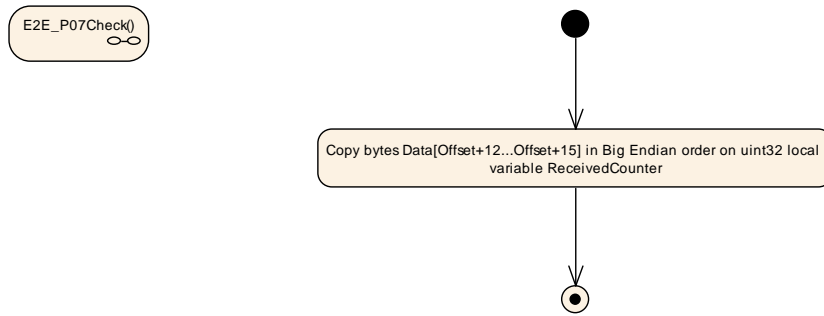 E2E_P07Check()
Copy bytes Data[Offset+12...Offset+15] in Big Endian order on uint32 local
variable ReceivedCounter